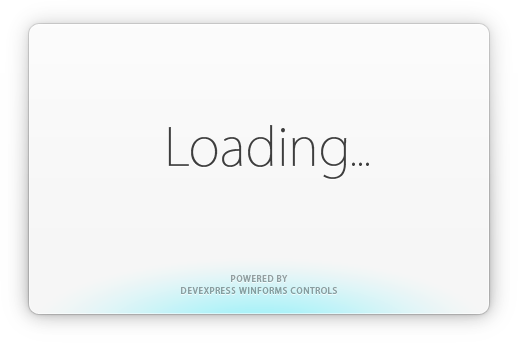 Loading...
POWERED BY
DEVEXPRESS WINFORMS CONTROLS